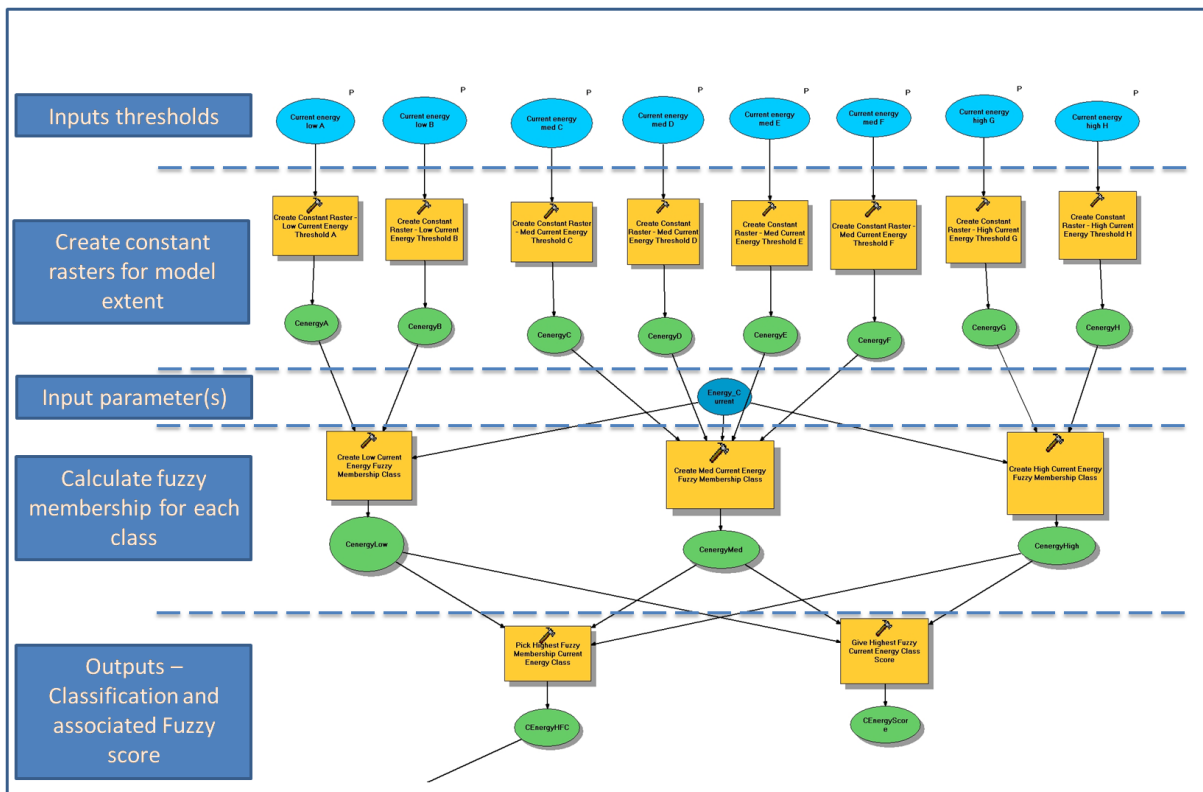 P P P P P P P P
Inputs thresholds
Current energy
low A
Current energy
low B
Current energy
med C
Current energy
med D
Current energy
med E
Current energy
med F
Current energy
high G
Current energy
high H
Create constant
rasters for model
extent
Create Constant Raster -
Low Current Energy
Threshold A
Create Constant
Raster - Low Current
Energy
Threshold B
Create Constant Raster
- Med Current Energy
Threshold C
Create Constant
Raster - Med Current
Energy Threshold D
Create Constant
Raster - Med Current
Energy Threshold E
Create Constant Raster -
Med Current Energy
Threshold F
Create Constant
Raster - High Current
Energy Threshold G
Create Constant
Raster - High Current
Energy Threshold H
CenergyA
CenergyB
CenergyC
CenergyD
CenergyE
CenergyF
CenergyG
CenergyH
Input parameter(s)
Energy_C
urrent
Calculate fuzzy
membership for each
class
Create Low Current
Energy Fuzzy
Membership Class
Create Med Current Energy
Fuzzy Membership Class
Create High Current Energy
Fuzzy Membership Class
CenergyLow
CenergyMed
CenergyHigh
Outputs –
Classification and
associated Fuzzy
score
Pick Highest Fuzzy
Membership Current
Energy Class
Give Highest Fuzzy
Current Energy Class
Score
CEnergyHFC
CEnergyScor
e